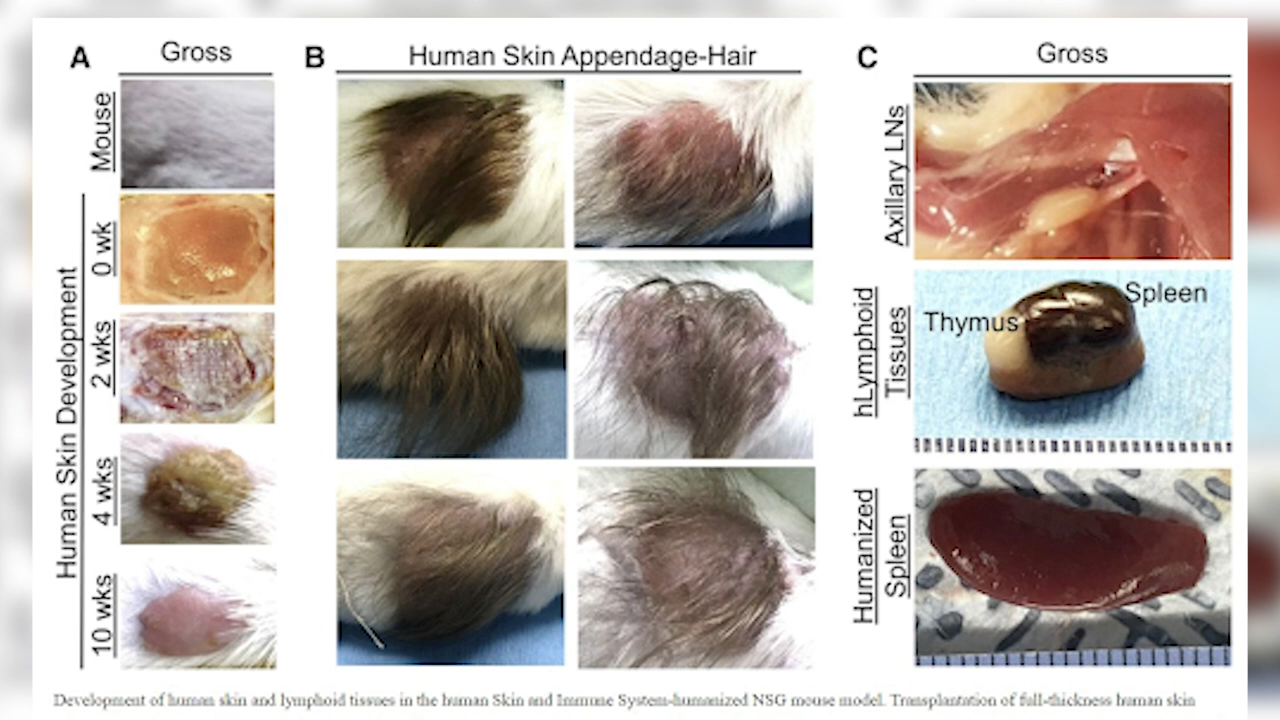 A
Gross
Mouse
Human Skin Development
0 wk
2 wks
4 wks
10 wks
B
Human Skin Appendage-Hair
C
Gross
Axillary LNs
hLymphoid
Tissues
Thymus
Spleen
Humanized
Spleen
Development of human skin and lymphoid tissues in the human Skin and Immune System-humanized NSG mouse model. Transplantation of full-thickness human skin